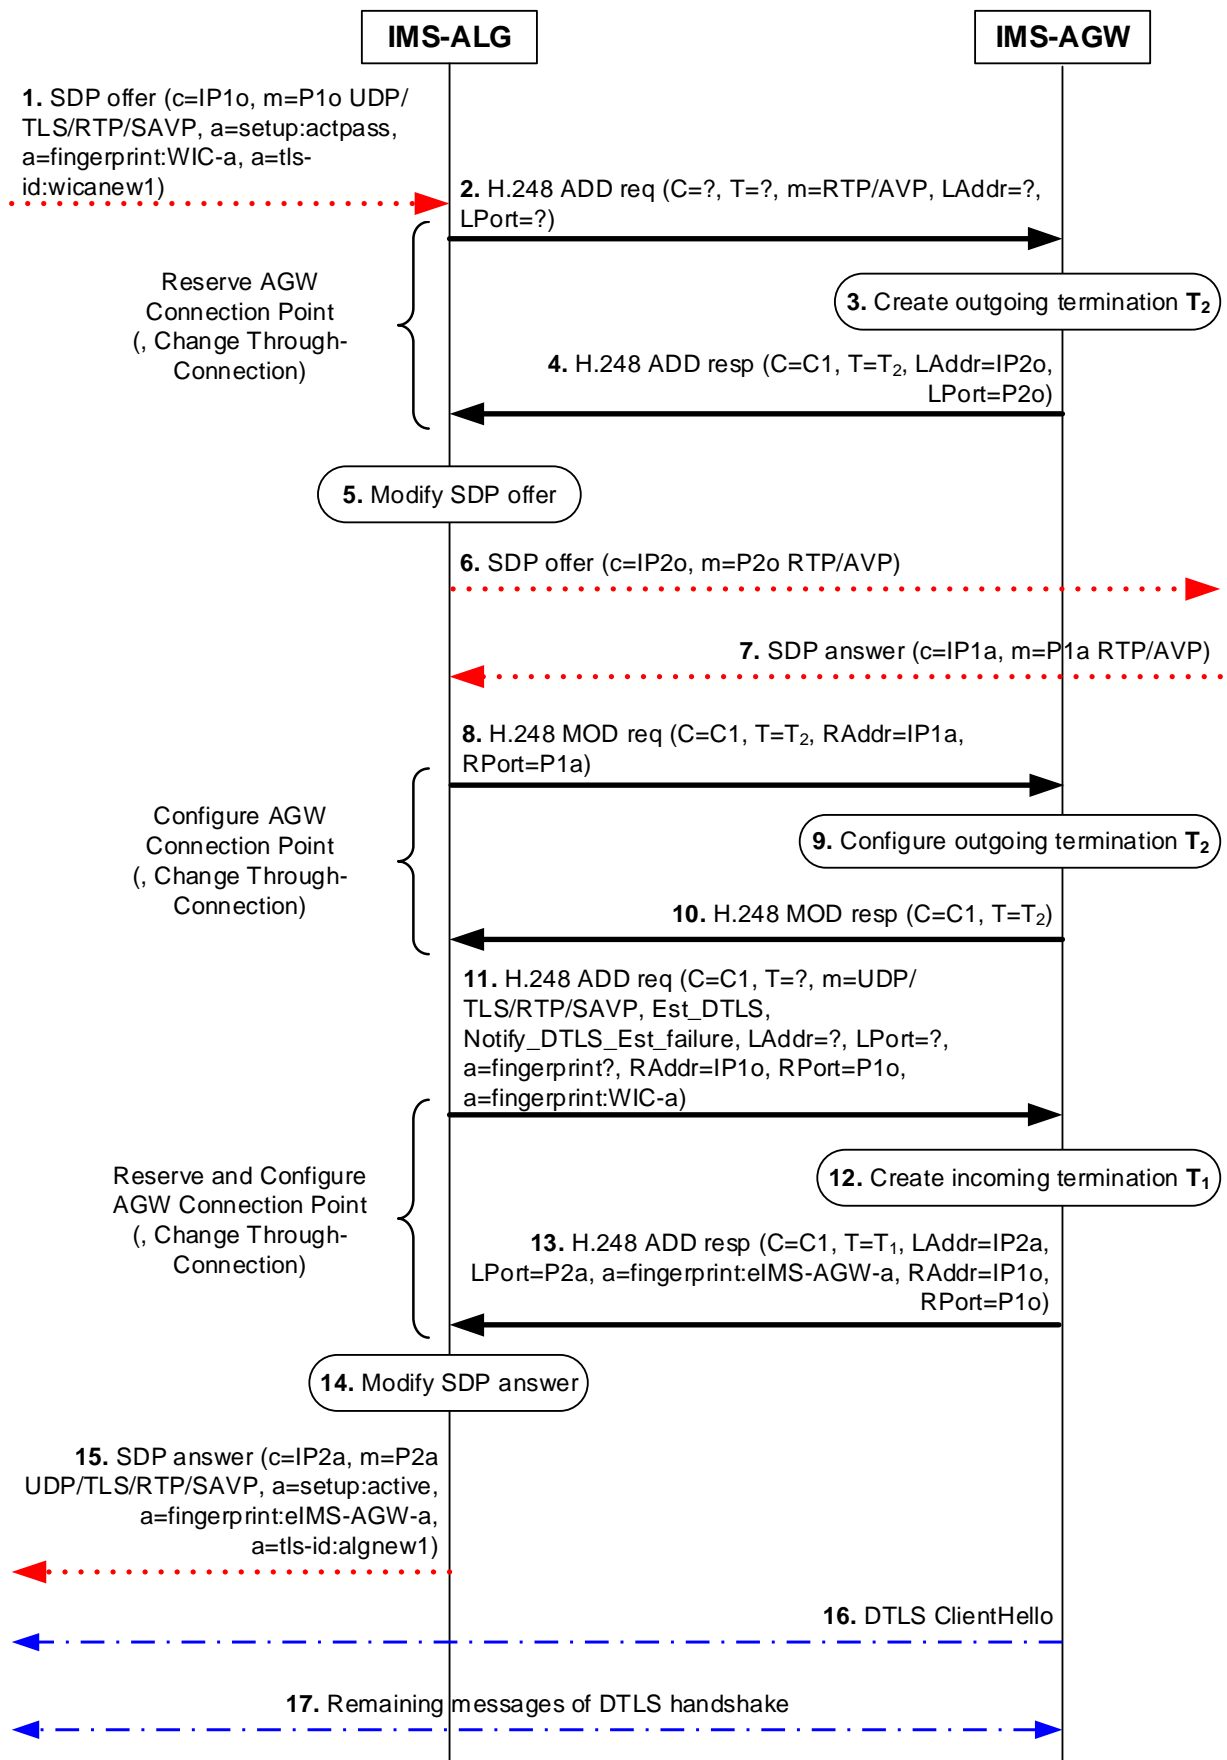 IMS-ALG
IMS-AGW
1. SDP offer (c=IP1o, m=P1o UDP/
TLS/RTP/SAVP, a=setup:actpass,
a=fingerprint:WIC-a, a=tls-
id:wicanew1)
2. H.248 ADD req (C=?, T=?, m=RTP/AVP, LAddr=?,
LPort=?)
Reserve AGW
Connection Point
(, Change Through-
Connection)
3. Create outgoing termination T2
4. H.248 ADD resp (C=C1, T=T2, LAddr=IP2o,
LPort=P2o)
5. Modify SDP offer
6. SDP offer (c=IP2o, m=P2o RTP/AVP)
7. SDP answer (c=IP1a, m=P1a RTP/AVP)
8. H.248 MOD req (C=C1, T=T2, RAddr=IP1a,
RPort=P1a)
Configure AGW
Connection Point
(, Change Through-
Connection)
9. Configure outgoing termination T2
10. H.248 MOD resp (C=C1, T=T2)
11. H.248 ADD req (C=C1, T=?, m=UDP/
TLS/RTP/SAVP, Est_DTLS,
Notify_DTLS_Est_failure, LAddr=?, LPort=?,
a=fingerprint?, RAddr=IP1o, RPort=P1o,
a=fingerprint:WIC-a)
Reserve and Configure
AGW Connection Point
(, Change Through-
Connection)
12. Create incoming termination T1
13. H.248 ADD resp (C=C1, T=T1, LAddr=IP2a,
LPort=P2a, a=fingerprint:eIMS-AGW-a, RAddr=IP1o,
RPort=P1o)
14. Modify SDP answer
15. SDP answer (c=IP2a, m=P2a
UDP/TLS/RTP/SAVP, a=setup:active,
a=fingerprint:eIMS-AGW-a,
a=tls-id:algnew1)
16. DTLS ClientHello
17. Remaining messages of DTLS handshake